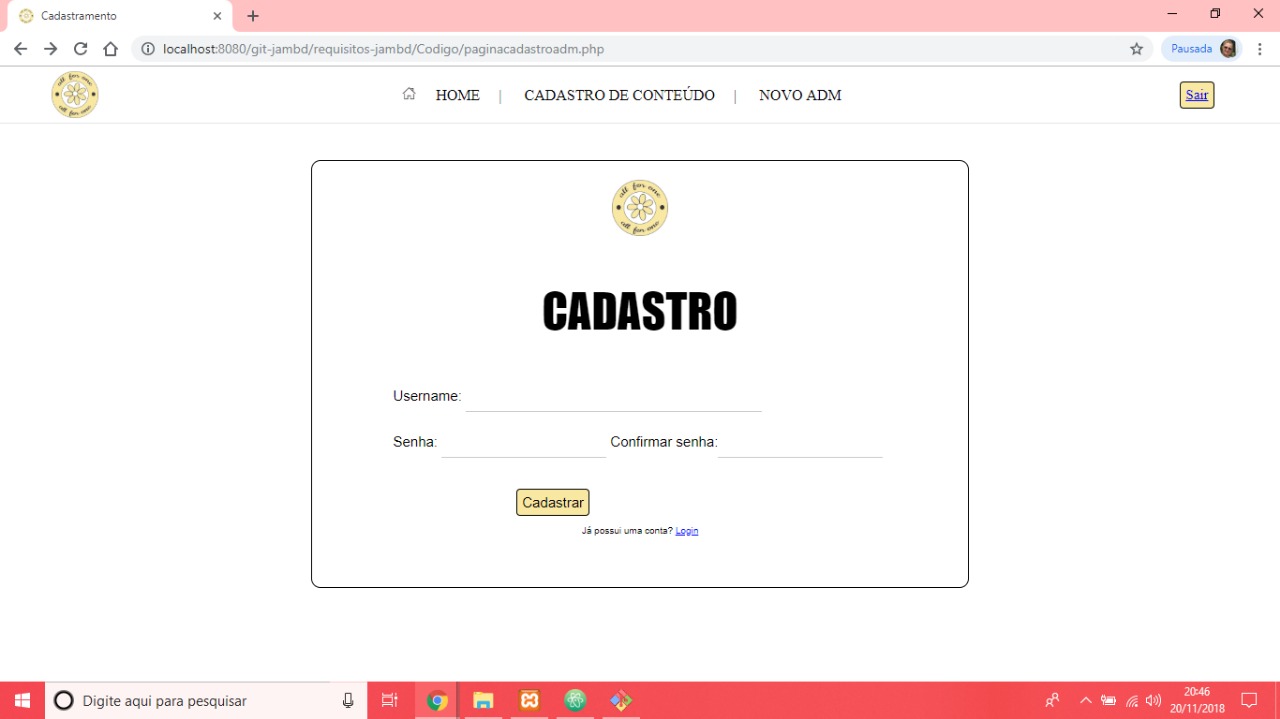 Cadastramento
localhost:8080/git-jambd/requisitos-jambd/Codigo/paginacadastroadm.php
Pausada
all for one
all for one
HOME | CADASTRO DE CONTEÚDO | NOVO ADM
Sair
all for one
all for one
CADASTRO
Username:
Senha: Confirmar senha:
Cadastrar
Já possui uma conta? Login
Digite aqui para pesquisar
20:46
20/11/2018